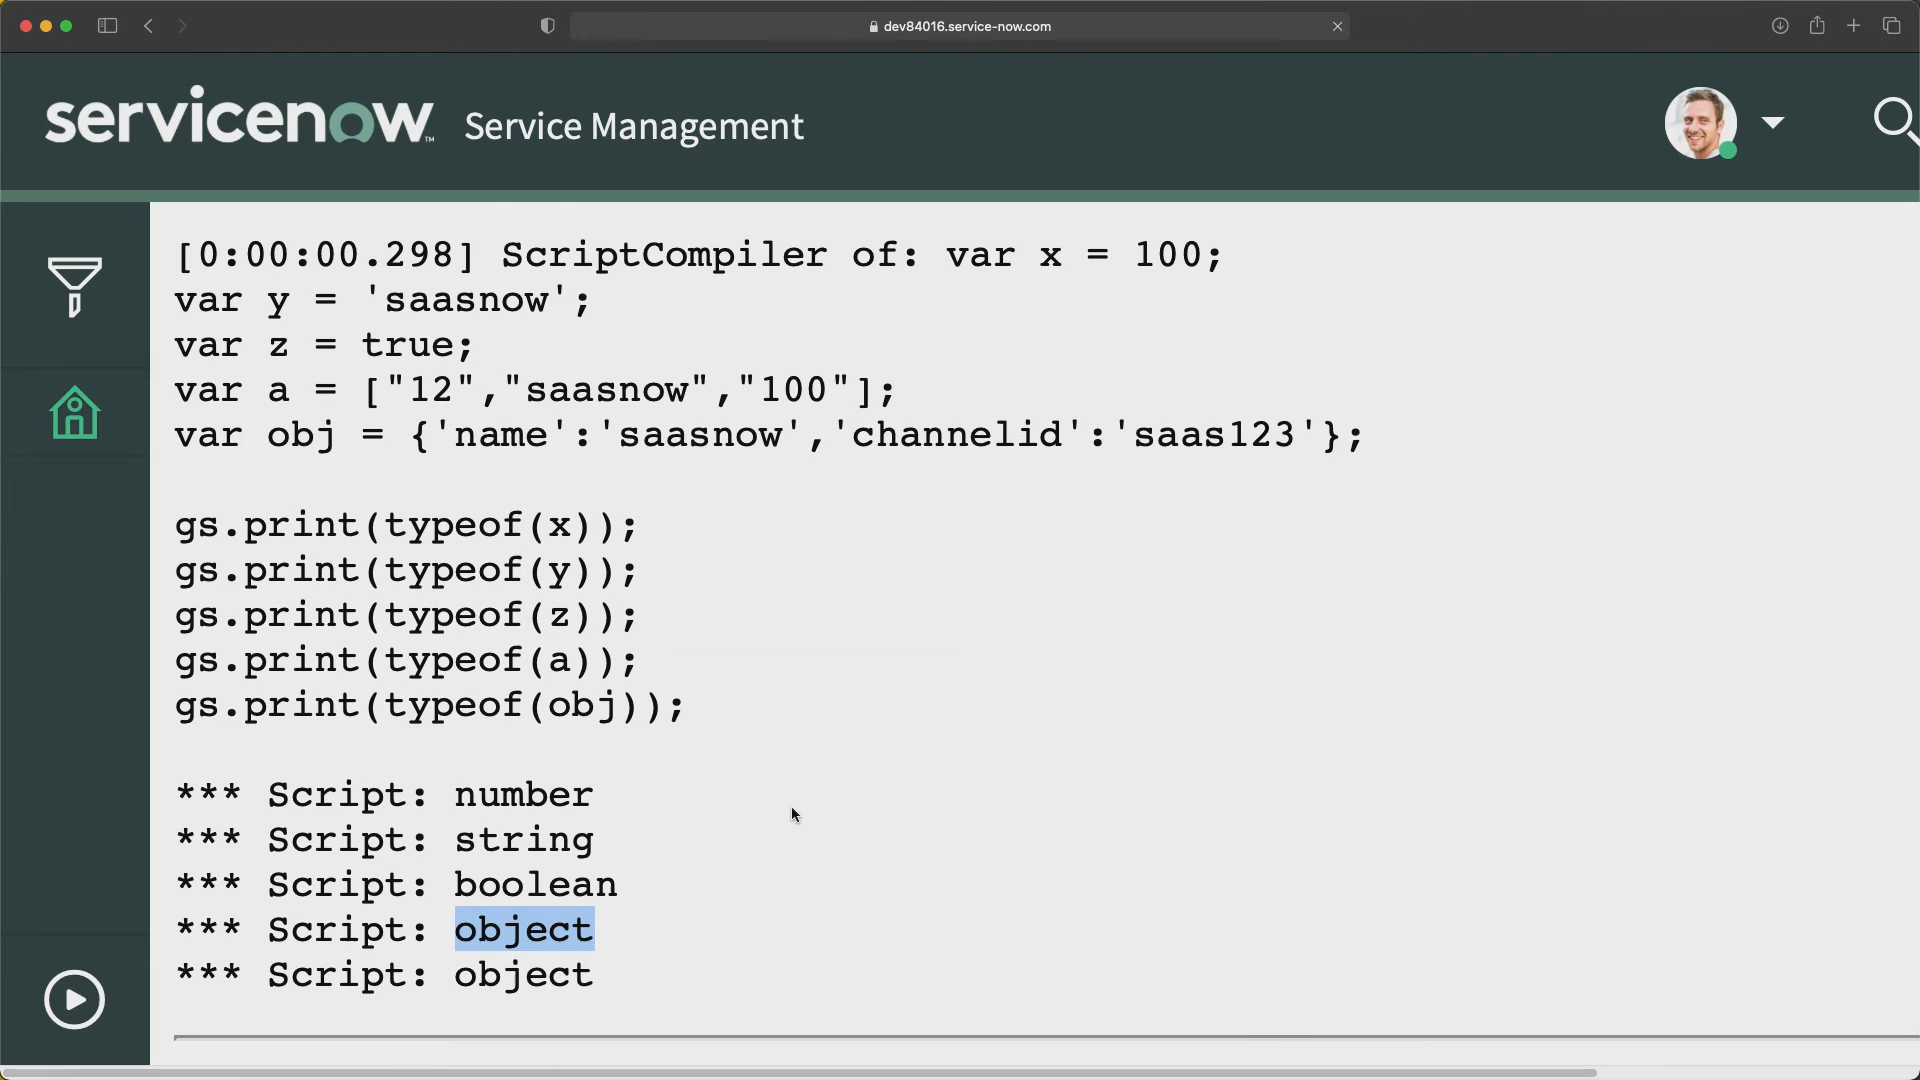 dev84016.service-now.com
servicenow™ Service Management
[0:00:00.298] ScriptCompiler of: var x = 100;
var y = 'saasnow';
var z = true;
var a = ["12","saasnow","100"];
var obj = {'name':'saasnow','channelid':'saas123'};
gs.print(typeof(x));
gs.print(typeof(y));
gs.print(typeof(z));
gs.print(typeof(a));
gs.print(typeof(obj));
*** Script: number
*** Script: string
*** Script: boolean
*** Script: object
*** Script: object